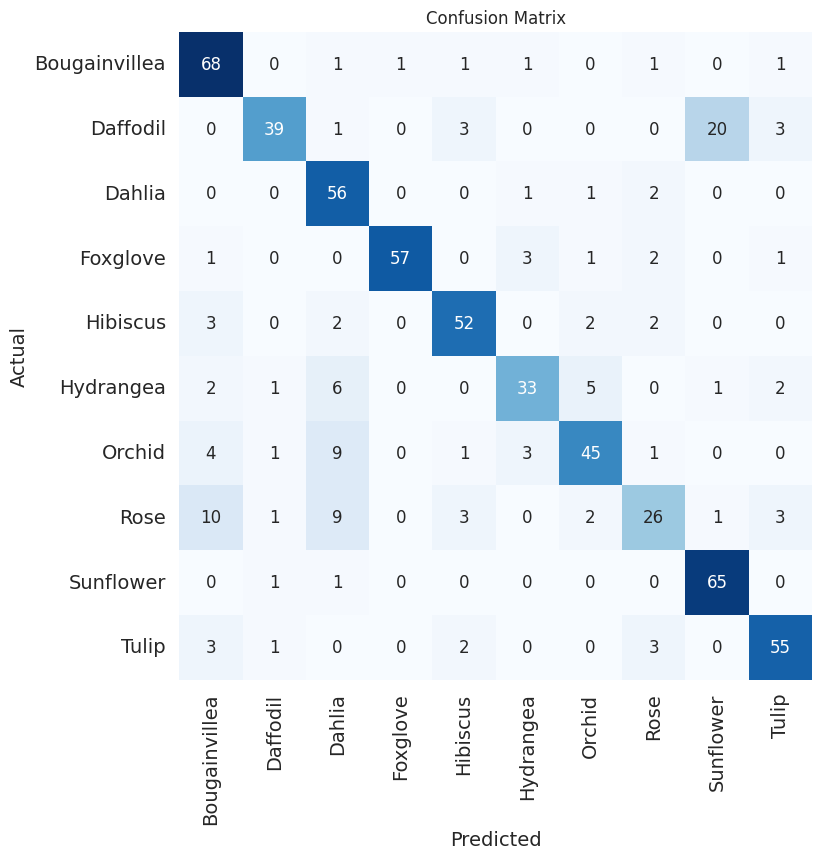 Confusion Matrix
Bougainvillea 68 0 1 1 1 1 0 1 0 1
Daffodil 0 39 1 0 3 0 0 0 20 3
Dahlia 0 0 56 0 0 1 1 2 0 0
Foxglove 1 0 0 57 0 3 1 2 0 1
Hibiscus 3 0 2 0 52 0 2 2 0 0
Hydrangea 2 1 6 0 0 33 5 0 1 2
Orchid 4 1 9 0 1 3 45 1 0 0
Rose 10 1 9 0 3 0 2 26 1 3
Sunflower 0 1 1 0 0 0 0 0 65 0
Tulip 3 1 0 0 2 0 0 3 0 55
Actual
Bougainvillea Daffodil Dahlia Foxglove Hibiscus Hydrangea Orchid Rose Sunflower Tulip
Predicted